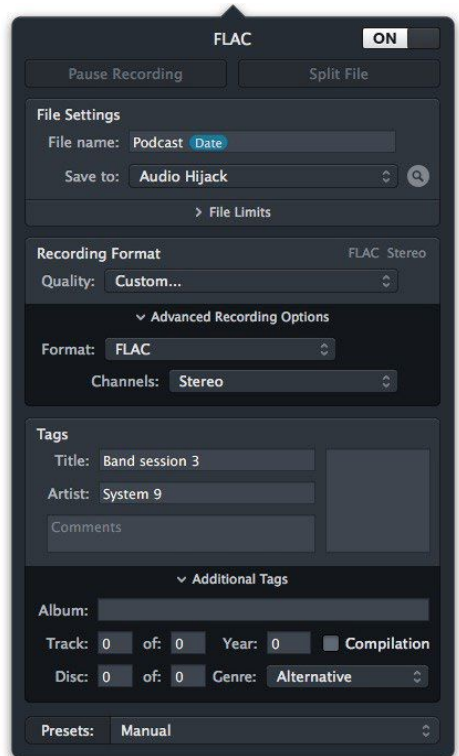 FLAC ON
Pause Recording Split File
File Settings
File name: Podcast Date
Save to: Audio Hijack
> File Limits
Recording Format FLAC Stereo
Quality: Custom...
Advanced Recording Options
Format: FLAC
Channels: Stereo
Tags
Title: Band session 3
Artist: System 9
Comments
Additional Tags
Album:
Track: 0 of: 0 Year: 0 Compilation
Disc: 0 of: 0 Genre: Alternative
Presets: Manual